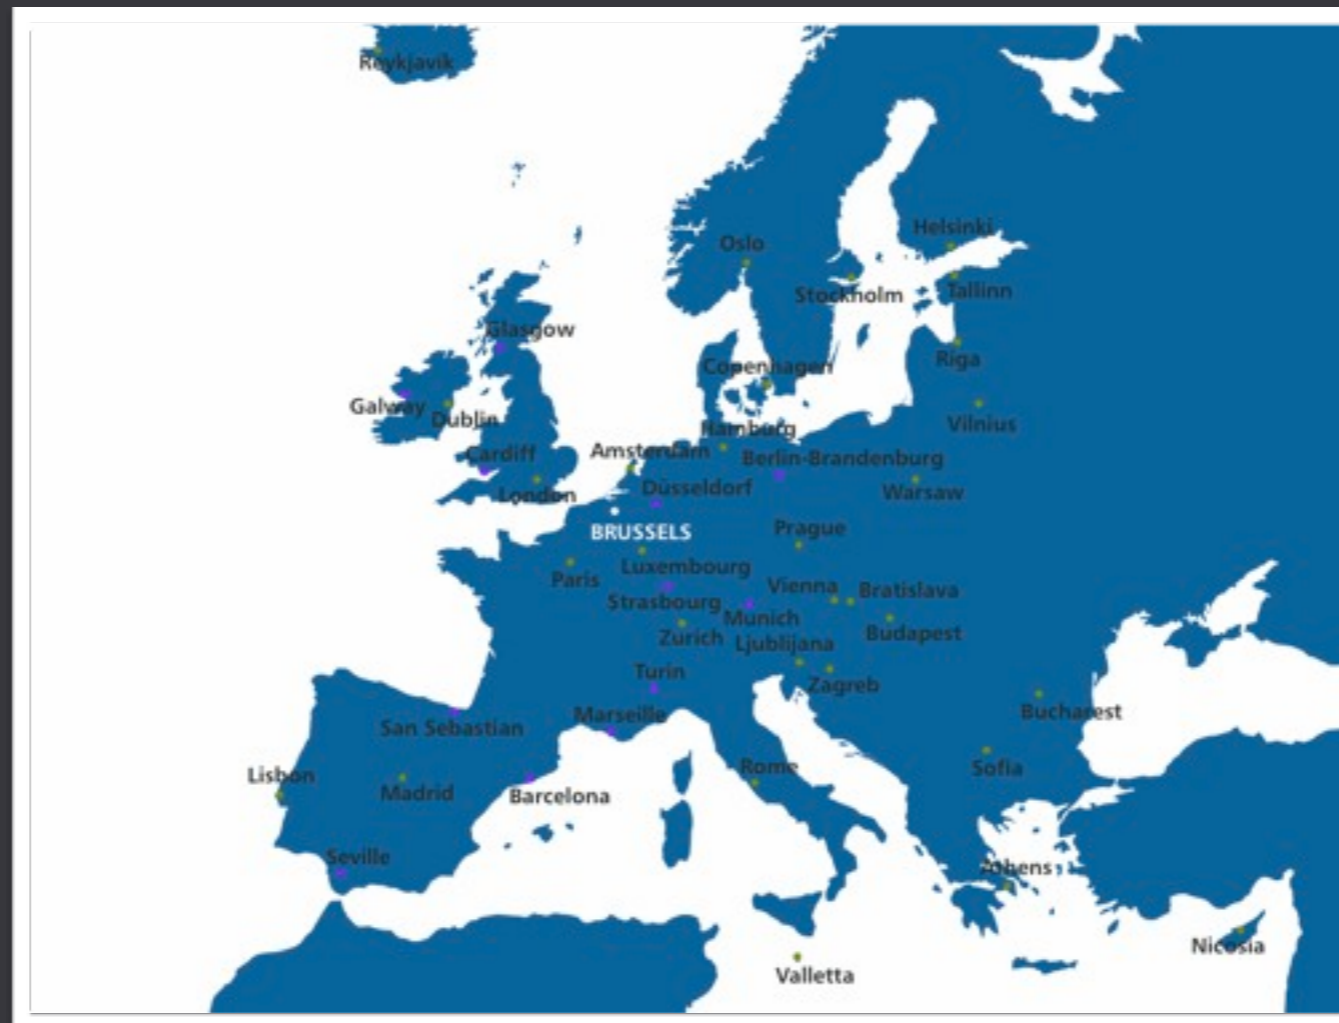 Reykjavik
Helsinki
Oslo
Stockholm
Tallinn
Glasgow
Riga
Copenhagen
Galway
Dublin
Vilnius
Hamburg
Cardiff
Amsterdam
Berlin-Brandenburg
London
Düsseldorf
Warsaw
BRUSSELS
Prague
Luxembourg
Paris
Vienna
Bratislava
Strasbourg
Munich
Budapest
Zurich
Ljublijana
Turin
Zagreb
Marseille
Bucharest
San Sebastian
Rome
Sofia
Lisbon
Madrid
Barcelona
Seville
Athens
Nicosia
Valletta